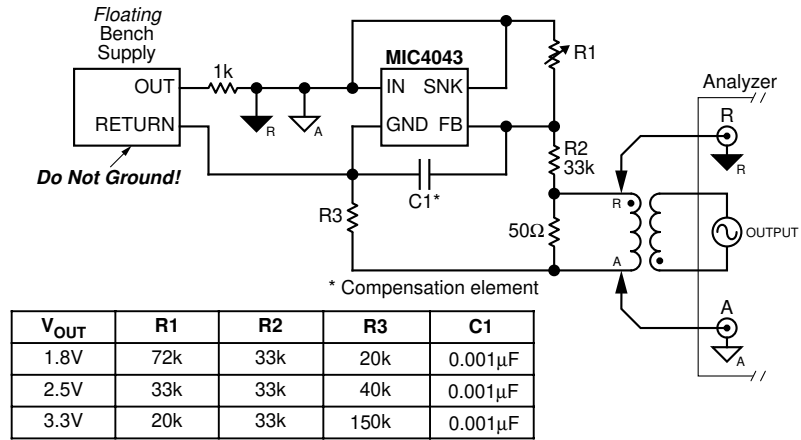 Floating
Bench
Supply
OUT
RETURN
Do Not Ground!
1k
R
A
MIC4043
IN SNK
GND FB
C1*
R1
R2
33k
R3
50Ω
R
A
Analyzer
R
R
OUTPUT
A
A
* Compensation element
VOUT R1 R2 R3 C1
1.8V 72k 33k 20k 0.001µF
2.5V 33k 33k 40k 0.001µF
3.3V 20k 33k 150k 0.001µF